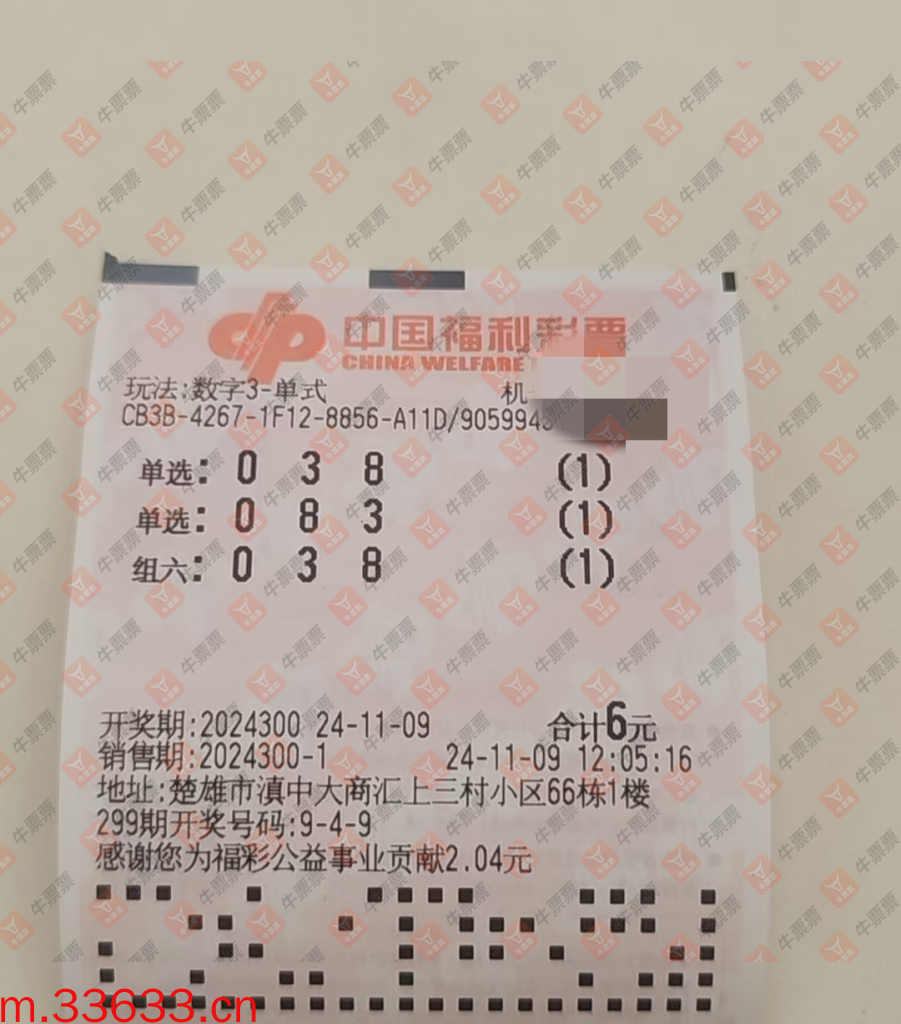 中国福利彩票
CHINA WELFARE
玩法:数字3-单式 机
CB3B-4267-1F12-8856-A11D/9059943
单选: 0 3 8 (1)
单选: 0 8 3 (1)
组六: 0 3 8 (1)
开奖期:2024300 24-11-09 合计6元
销售期:2024300-1 24-11-09 12:05:16
地址:楚雄市滇中大商汇上三村小区66栋1楼
299期开奖号码:9-4-9
感谢您为福彩公益事业贡献2.04元
m.33633.cn
牛票票